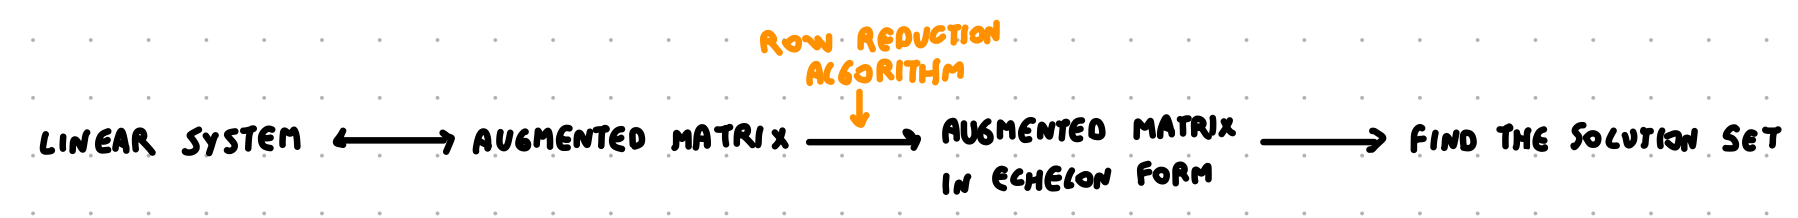 ROW REDUCTION
ALGORITHM
LINEAR SYSTEM
AUGMENTED MATRIX
AUGMENTED MATRIX
IN ECHELON FORM
FIND THE SOLUTION SET